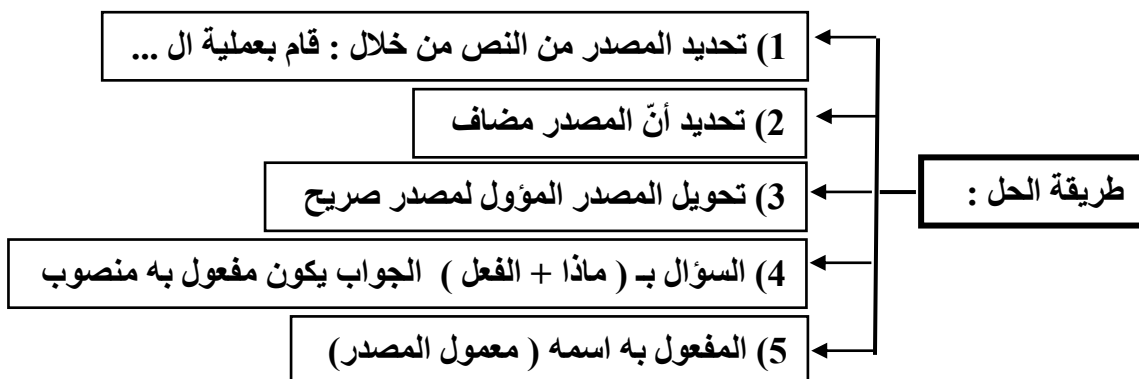 طريقة الحل :
1) تحديد المصدر من النص من خلال : قام بعملية ال ...
2) تحديد أنّ المصدر مضاف
3) تحويل المصدر المؤول لمصدر صريح
4) السؤال بـ ( ماذا + الفعل ) الجواب يكون مفعول به منصوب
5) المفعول به اسمه ( معمول المصدر)